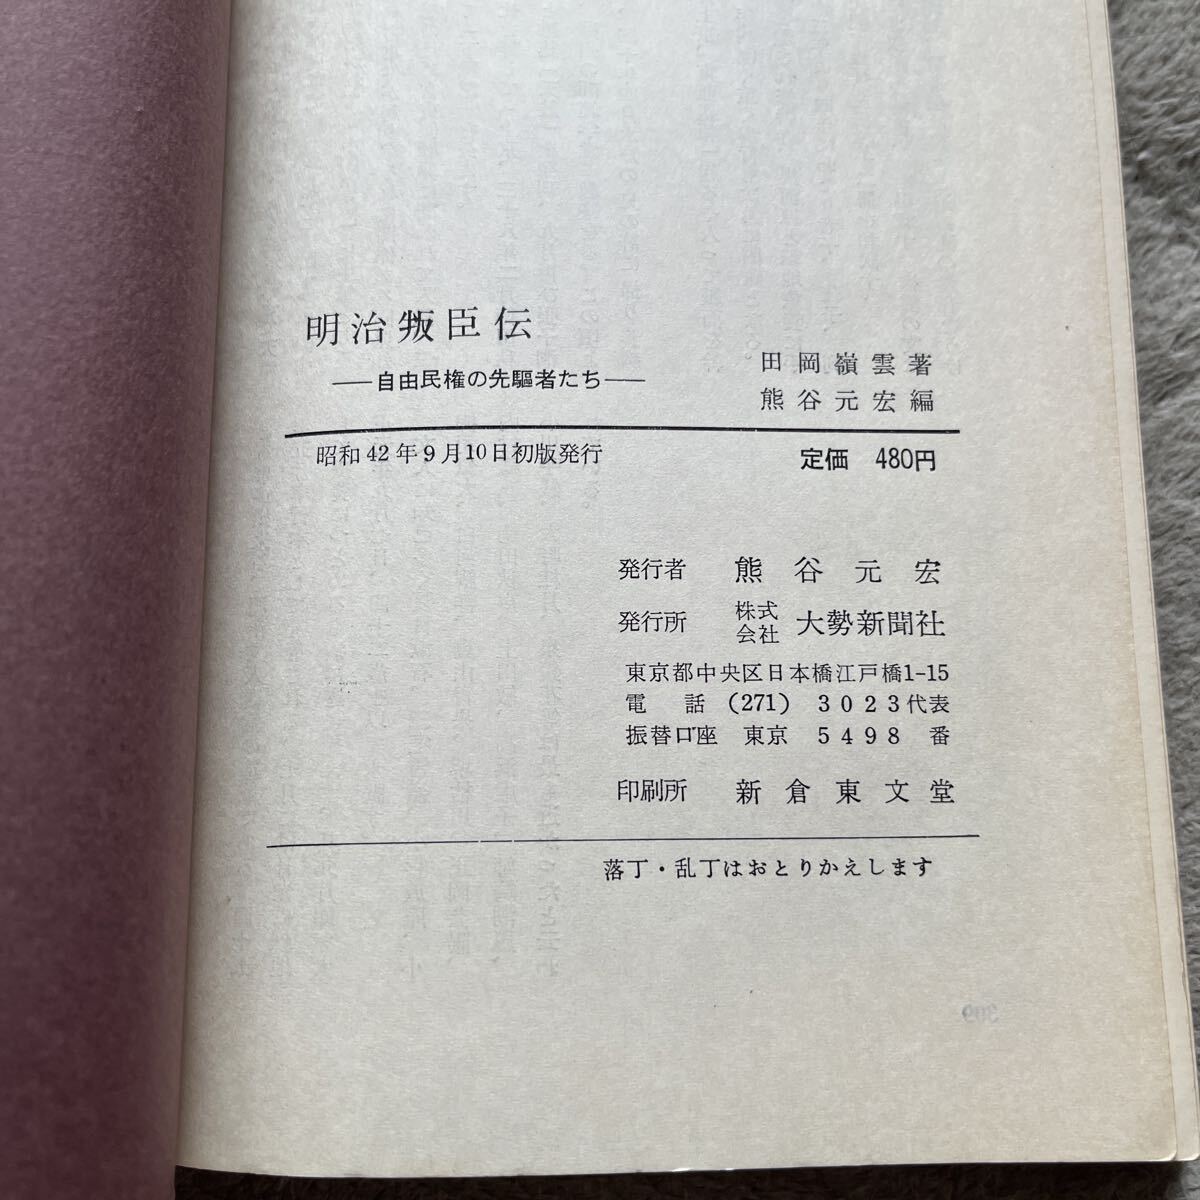 明治叛臣伝
―自由民権の先驅者たち―
田岡嶺雲著
熊谷元宏編
昭和42年9月10日初版発行
定価 480円
発行者 熊谷元宏
発行所 株式会社 大勢新聞社
東京都中央区日本橋江戸橋1-15
電話 (271) 3023代表
振替口座 東京 5498 番
印刷所 新倉東文堂
落丁・乱丁はおとりかえします